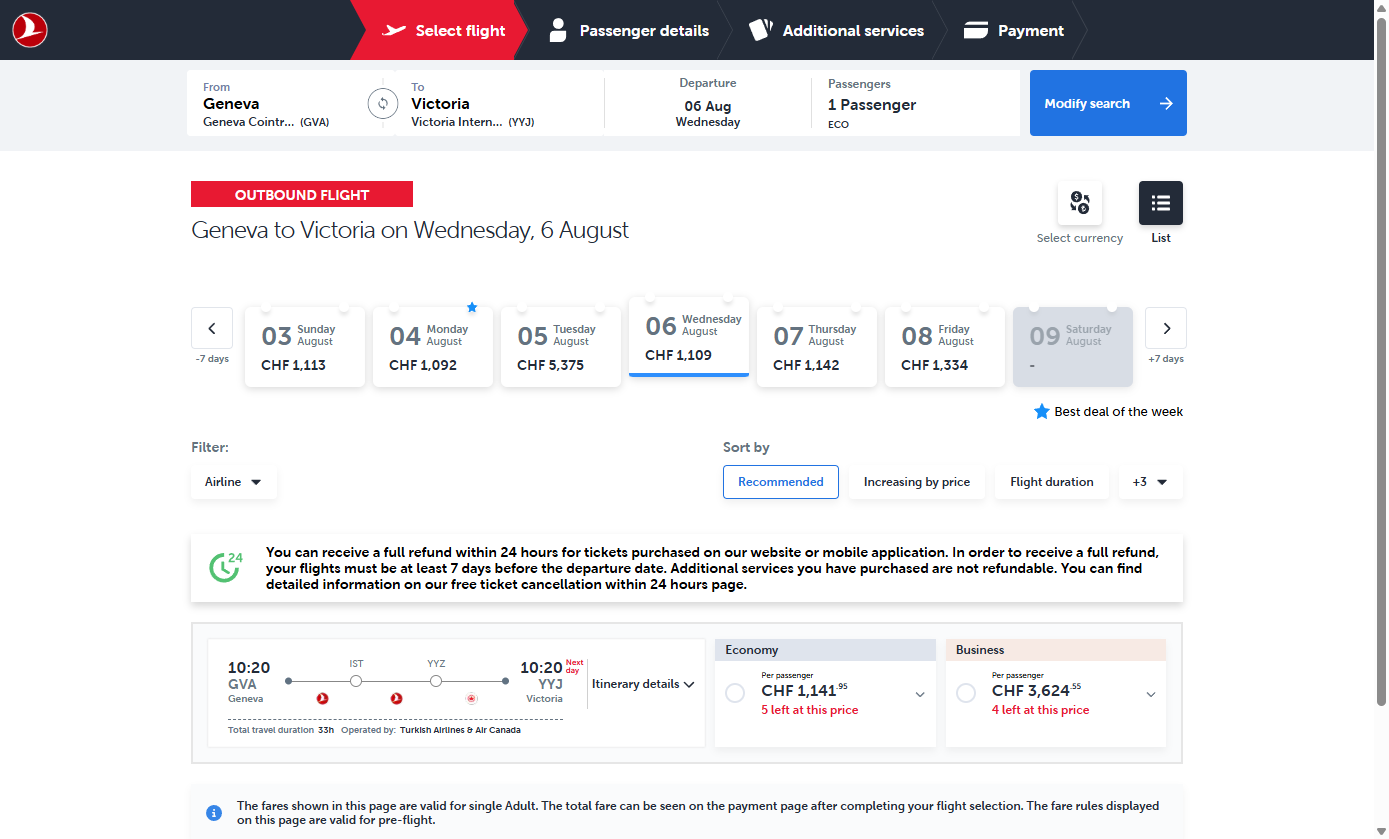 Select flight
Passenger details
Additional services
Payment
From
Geneva
Geneva Cointr... (GVA)
To
Victoria
Victoria Intern... (YYJ)
Departure
06 Aug
Wednesday
Passengers
1 Passenger
ECO
Modify search
OUTBOUND FLIGHT
Geneva to Victoria on Wednesday, 6 August
Select currency
List
-7 days
03 Sunday August
CHF 1,113
04 Monday August
CHF 1,092
05 Tuesday August
CHF 5,375
06 Wednesday August
CHF 1,109
07 Thursday August
CHF 1,142
08 Friday August
CHF 1,334
09 Saturday August
-
+7 days
Best deal of the week
Filter:
Airline
Sort by
Recommended
Increasing by price
Flight duration
+3
24
You can receive a full refund within 24 hours for tickets purchased on our website or mobile application. In order to receive a full refund,
your flights must be at least 7 days before the departure date. Additional services you have purchased are not refundable. You can find
detailed information on our free ticket cancellation within 24 hours page.
10:20
GVA
Geneva
IST
YYZ
10:20 Next day
YYJ
Victoria
Itinerary details
Total travel duration 33h Operated by: Turkish Airlines & Air Canada
Economy
Per passenger
CHF 1,141.95
5 left at this price
Business
Per passenger
CHF 3,624.55
4 left at this price
The fares shown in this page are valid for single Adult. The total fare can be seen on the payment page after completing your flight selection. The fare rules displayed
on this page are valid for pre-flight.